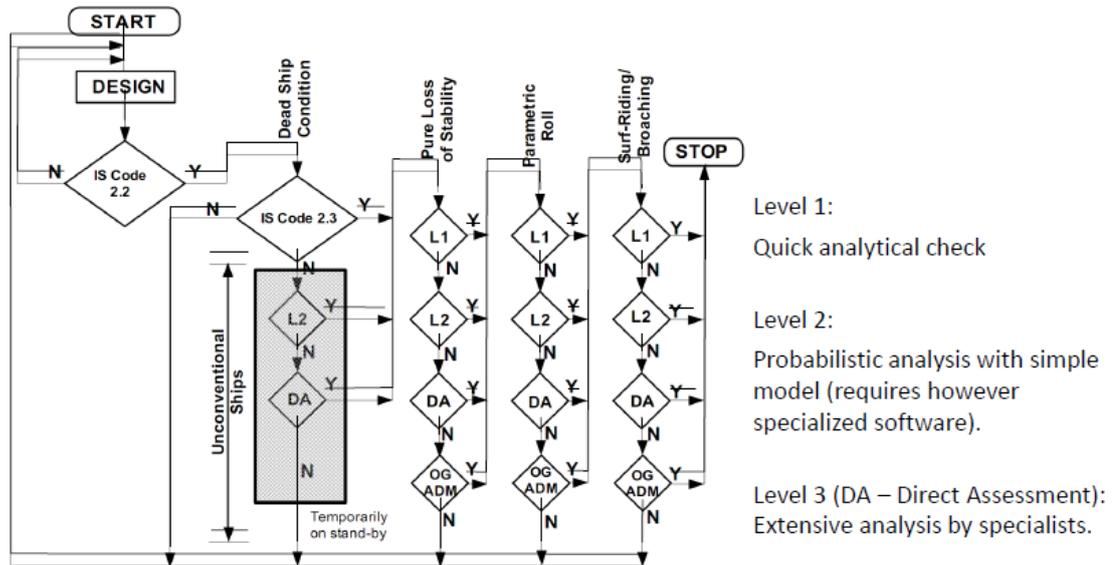 START
DESIGN
N
IS Code
2.2
Y
Dead Ship
Condition
N
IS Code 2.3
Y
N
L2
Y
N
DA
Y
N
Unconventional
Ships
Temporarily
on stand-by
Pure Loss
of Stability
L1
Y
N
L2
Y
N
DA
Y
N
OG
ADM
Y
N
Parametric
Roll
L1
Y
N
L2
Y
N
DA
Y
N
OG
ADM
Y
N
Surf-Riding/
Broaching
L1
Y
N
L2
Y
N
DA
Y
N
OG
ADM
Y
N
STOP
Level 1:
Quick analytical check
Level 2:
Probabilistic analysis with simple
model (requires however
specialized software).
Level 3 (DA – Direct Assessment):
Extensive analysis by specialists.